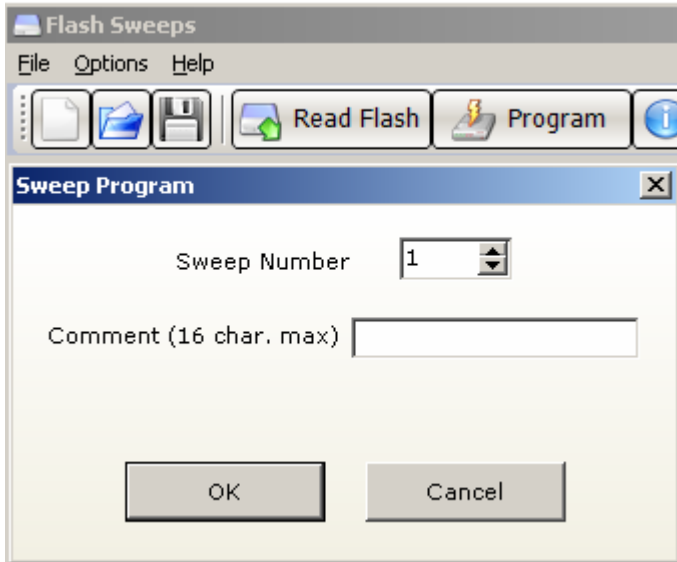 Flash Sweeps
File Options Help
Read Flash Program
Sweep Program
Sweep Number 1
Comment (16 char. max)
OK Cancel